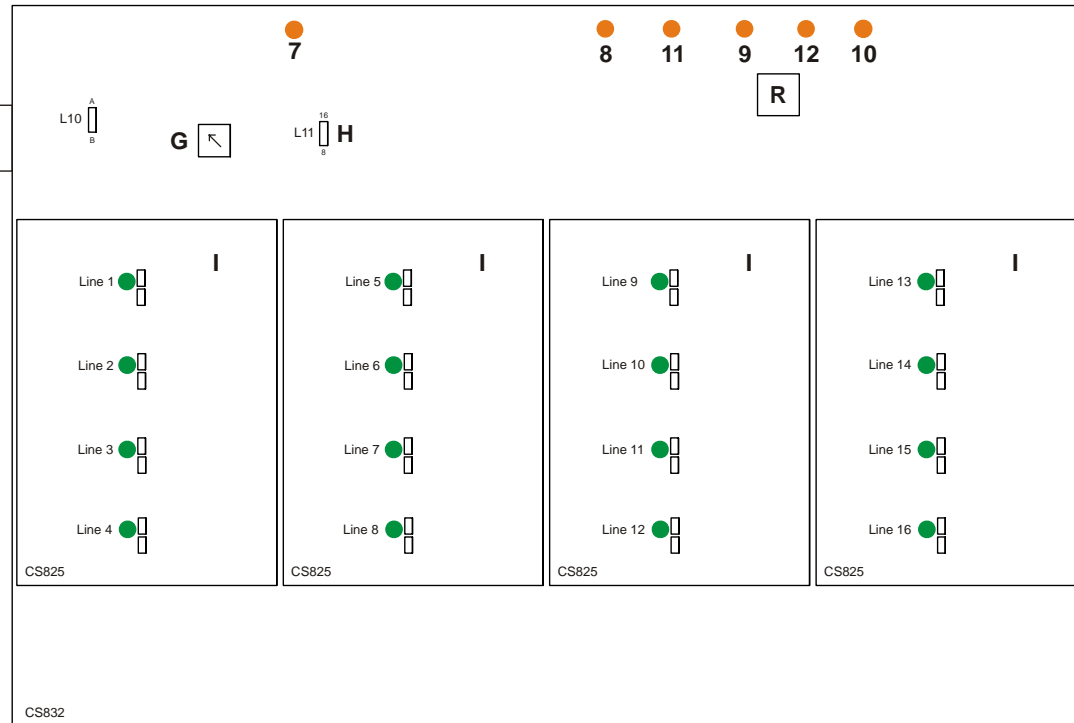 7 8 11 9 12 10
R
A
L10
B
G
16
L11 H
8
I I I I
Line 1 Line 5 Line 9 Line 13
Line 2 Line 6 Line 10 Line 14
Line 3 Line 7 Line 11 Line 15
Line 4 Line 8 Line 12 Line 16
CS825 CS825 CS825 CS825
CS832